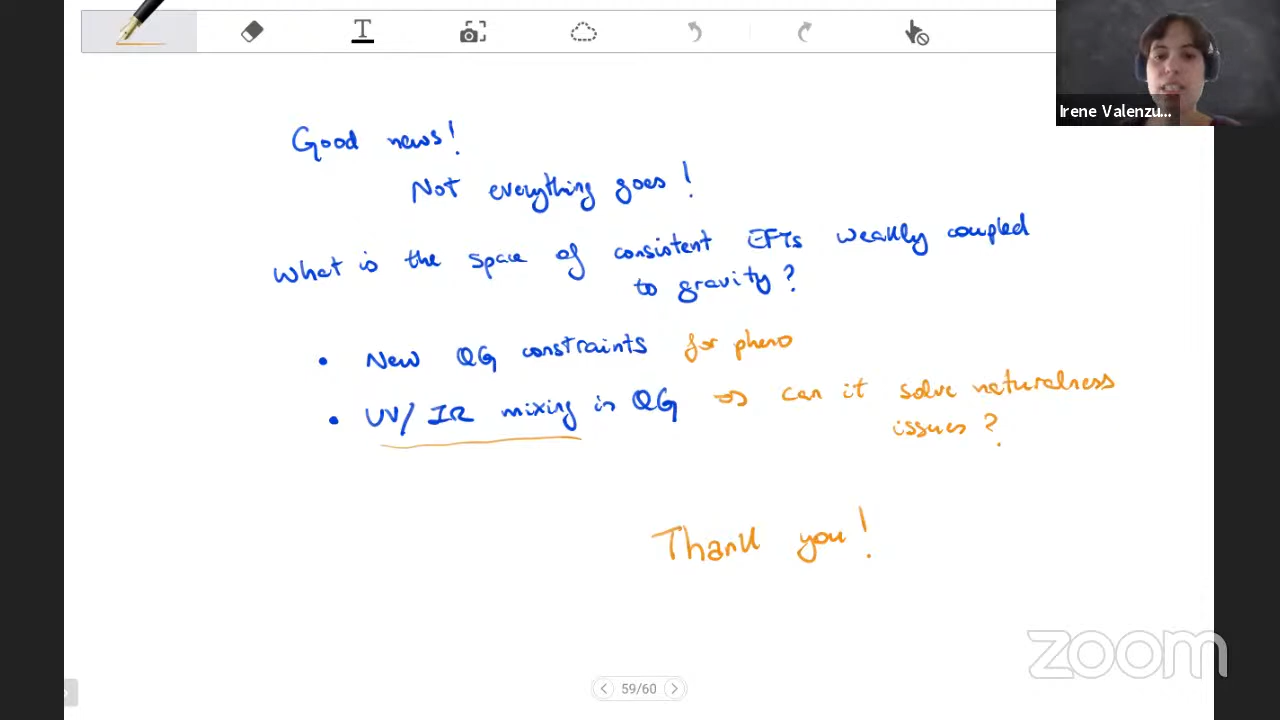 T
Irene Valenzu...
Good news!
Not everything goes!
What is the space of consistent EFTs weakly coupled
to gravity?
• New QG constraints for pheno
• UV/IR mixing in QG ⇒ can it solve naturalness
issues?
Thank you!
zoom
59/60